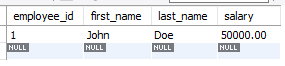 employee_id first_name last_name salary
1 John Doe 50000.00
NULL NULL NULL NULL